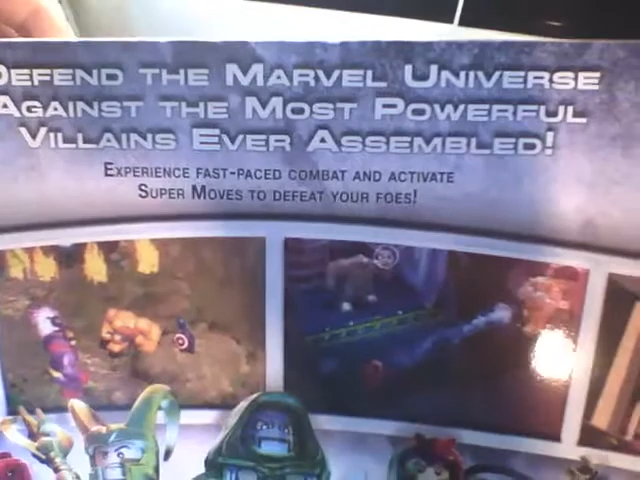 DEFEND THE MARVEL UNIVERSE
AGAINST THE MOST POWERFUL
VILLAINS EVER ASSEMBLED!
EXPERIENCE FAST-PACED COMBAT AND ACTIVATE
SUPER MOVES TO DEFEAT YOUR FOES!